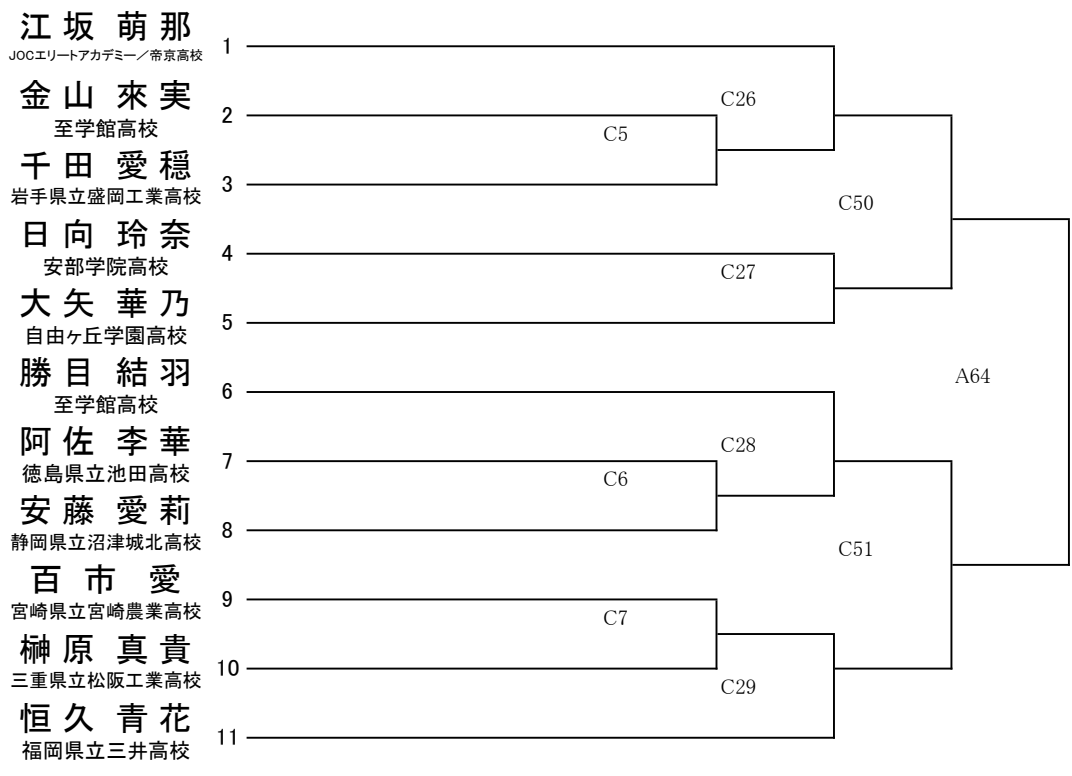 江坂 萌那
JOCエリートアカデミー／帝京高校
1
C26
金山 來実
至学館高校
2
C5
千田 愛穏
岩手県立盛岡工業高校
3
C50
日向 玲奈
安部学院高校
4
C27
大矢 華乃
自由ヶ丘学園高校
5
勝目 結羽
至学館高校
6
A64
阿佐 李華
徳島県立池田高校
7
C28
C6
安藤 愛莉
静岡県立沼津城北高校
8
C51
百市 愛
宮崎県立宮崎農業高校
9
C7
榊原 真貴
三重県立松阪工業高校
10
C29
恒久 青花
福岡県立三井高校
11